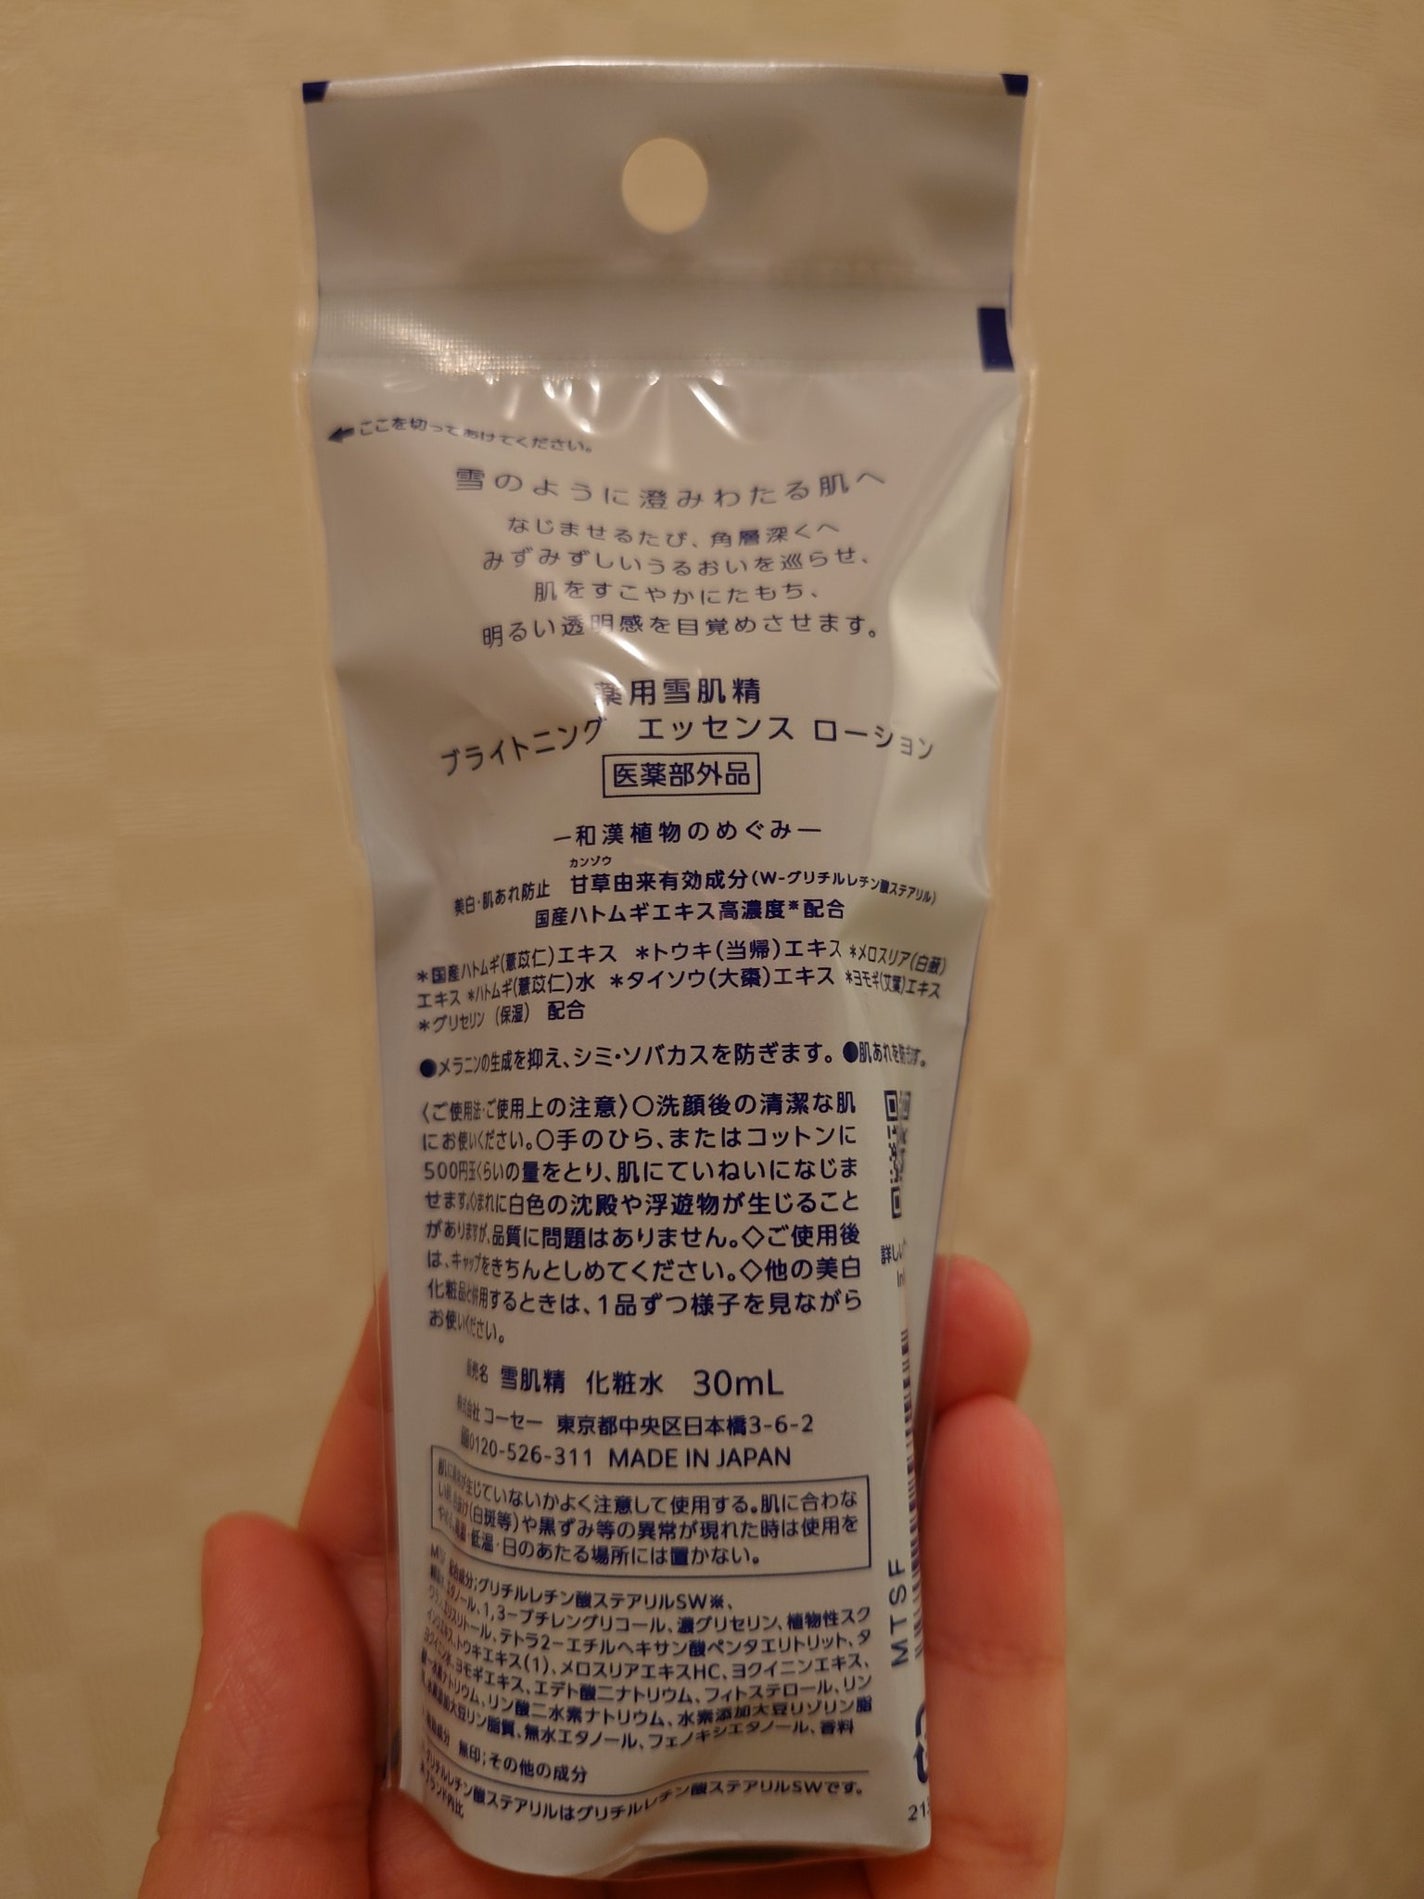 ここを切ってあけてください。
雪のように澄みわたる肌へ
なじませるたび、角層深くへ
みずみずしいうるおいを巡らせ、
肌をすこやかにたもち、
明るい透明感を目覚めさせます。
薬用雪肌精
ブライトニング エッセンス ローション
医薬部外品
―和漢植物のめぐみ―
カンゾウ
美白・肌あれ防止 甘草由来有効成分(W-グリチルレチン酸ステアリル)
国産ハトムギエキス高濃度※配合
*国産ハトムギ(薏苡仁)エキス *トウキ(当帰)エキス *メロスリア(白蘞)
エキス *ハトムギ(薏苡仁)水 *タイソウ(大棗)エキス *ヨモギ(艾葉)エキス
*グリセリン(保湿) 配合
●メラニンの生成を抑え、シミ・ソバカスを防ぎます。●肌あれを防ぎます。
〈ご使用法・ご使用上の注意〉○洗顔後の清潔な肌
にお使いください。○手のひら、またはコットンに
500円玉くらいの量をとり、肌にていねいになじま
せます。◇まれに白色の沈殿や浮遊物が生じること
がありますが、品質に問題はありません。◇ご使用後
は、キャップをきちんとしめてください。◇他の美白
化粧品と併用するときは、1品ずつ様子を見ながら
お使いください。
販売名 雪肌精 化粧水 30mL
株式会社 コーセー 東京都中央区日本橋3-6-2
0120-526-311 MADE IN JAPAN
生じていないかよく注意して使用する。肌に合わな
(白斑等)や黒ずみ等の異常が現れた時は使用を
低温・日のあたる場所には置かない。
グリチルレチン酸ステアリルSW※、
1,3-ブチレングリコール、濃グリセリン、植物性スク
テトラ2-エチルヘキサン酸ペンタエリトリット、タ
トウキエキス(1)、メロスリアエキスHC、ヨクイニンエキス、
ヨモギエキス、エデト酸二ナトリウム、フィトステロール、リン
ナトリウム、リン酸二水素ナトリウム、水素添加大豆リゾリン脂
大豆リン脂質、無水エタノール、フェノキシエタノール、香料
無印:その他の成分
グリチルレチン酸ステアリルはグリチルレチン酸ステアリルSWです。
MTSF